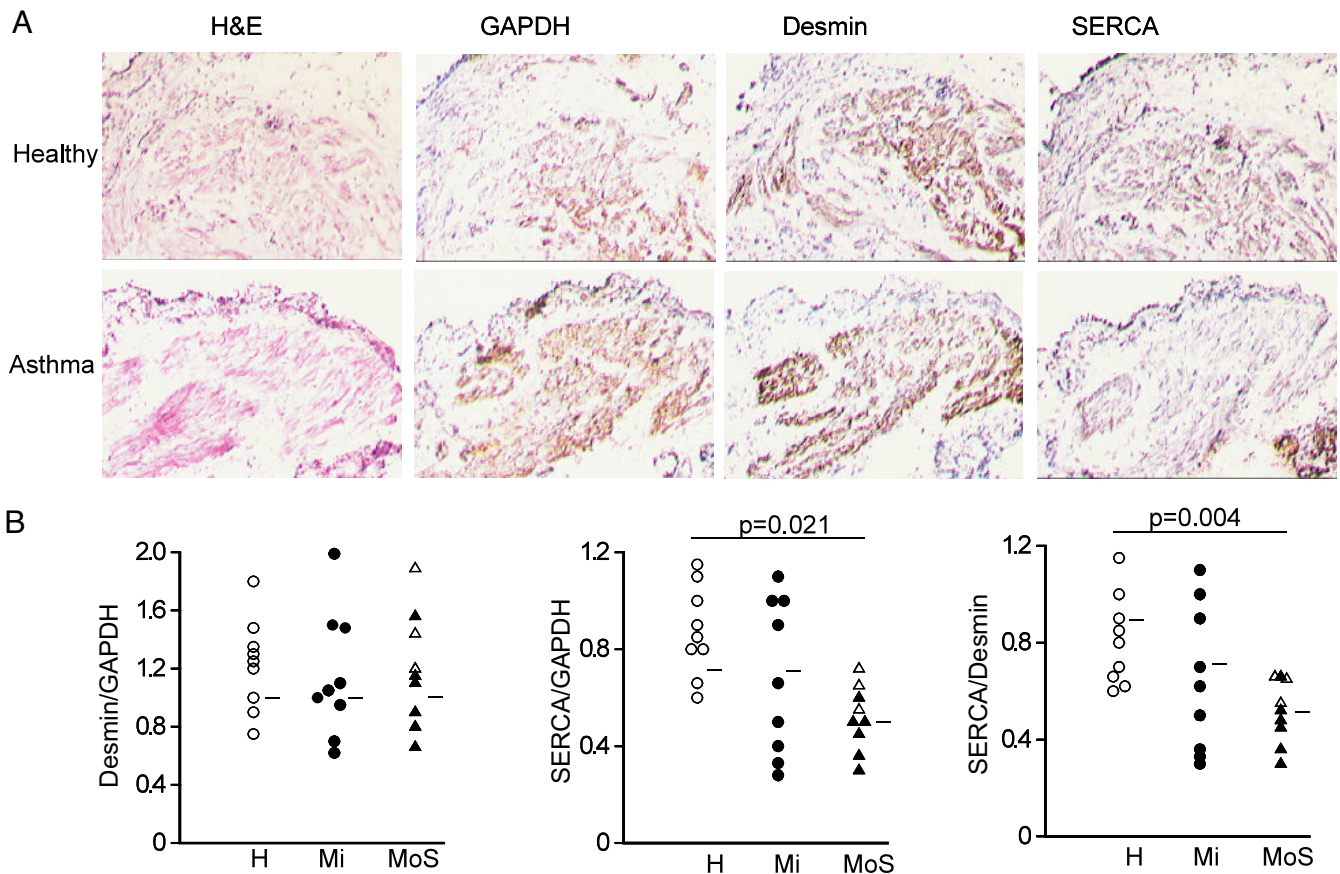 A
H&E GAPDH Desmin SERCA
Healthy
Asthma
B
p=0.021
p=0.004
Desmin/GAPDH
2.0
1.6
1.2
0.8
0.4
0
H Mi MoS
SERCA/GAPDH
1.2
0.8
0.4
0
H Mi MoS
SERCA/Desmin
1.2
0.8
0.4
0
H Mi MoS